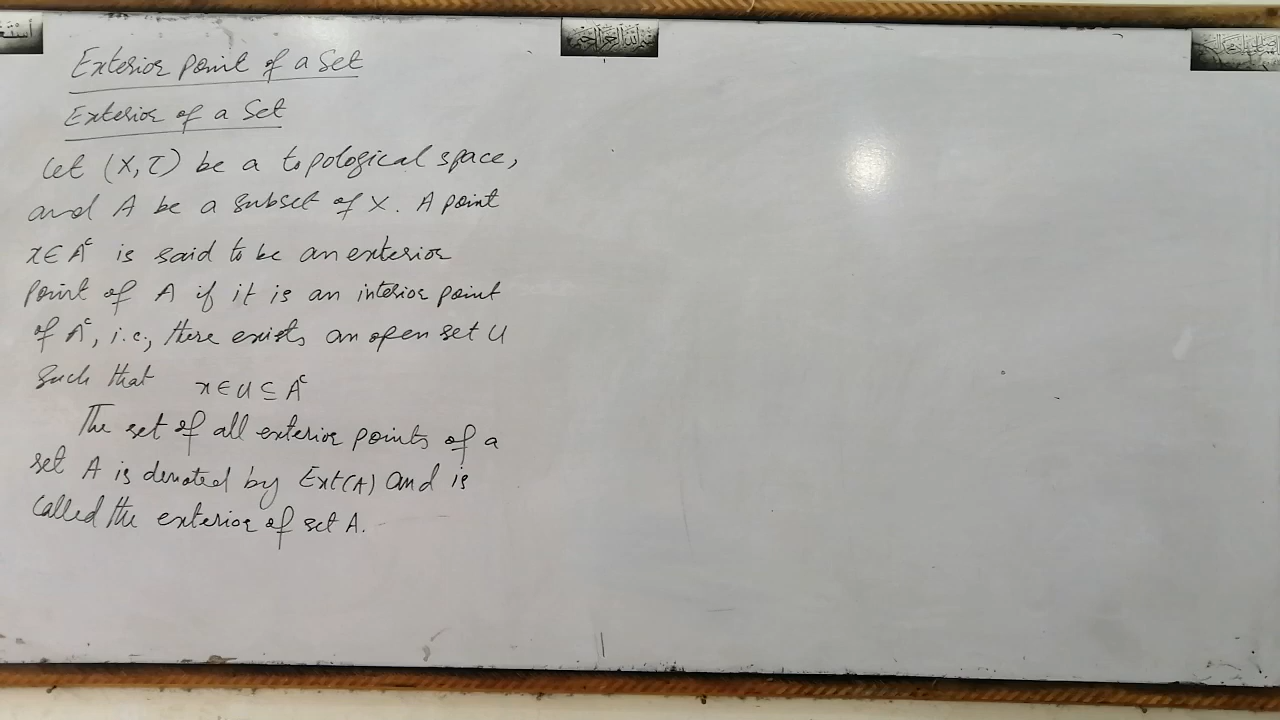 Exterior point of a set
Exterior of a set
Let (X, τ) be a topological space,
and A be a subset of X. A point
x ∈ Aᶜ is said to be an exterior
point of A if it is an interior point
of Aᶜ, i.e., there exists an open set U
such that x ∈ U ⊆ Aᶜ
The set of all exterior points of a
set A is denoted by Ext(A) and is
called the exterior of set A.